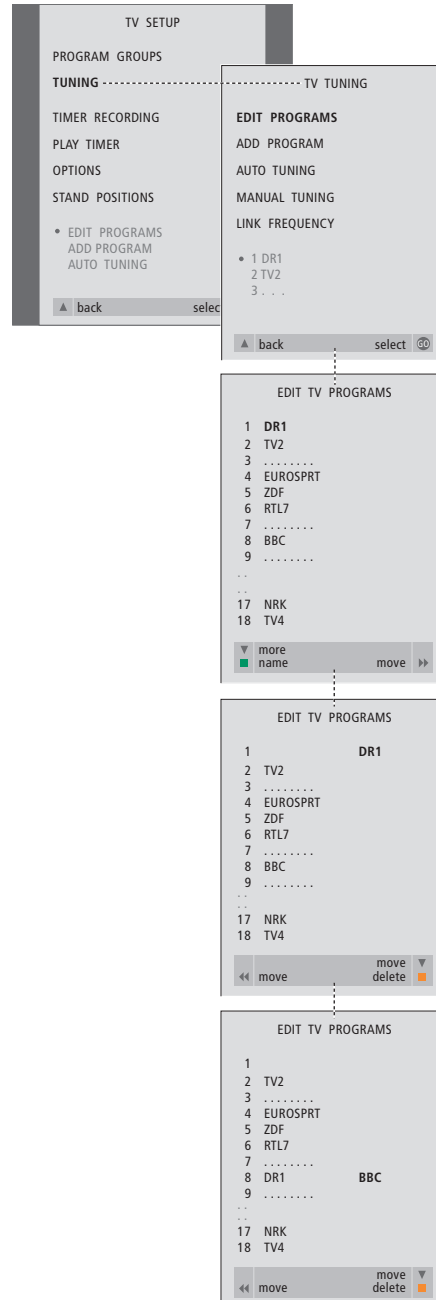 TV SETUP
PROGRAM GROUPS
TUNING
TIMER RECORDING
PLAY TIMER
OPTIONS
STAND POSITIONS
• EDIT PROGRAMS
ADD PROGRAM
AUTO TUNING
▲ back selec
TV TUNING
EDIT PROGRAMS
ADD PROGRAM
AUTO TUNING
MANUAL TUNING
LINK FREQUENCY
• 1 DR1
2 TV2
3 . . .
▲ back select GO
EDIT TV PROGRAMS
1 DR1
2 TV2
3 ........
4 EUROSPRT
5 ZDF
6 RTL7
7 ........
8 BBC
9 ........
. .
. .
17 NRK
18 TV4
▼ more
name move
EDIT TV PROGRAMS
1 DR1
2 TV2
3 ........
4 EUROSPRT
5 ZDF
6 RTL7
7 ........
8 BBC
9 ........
. .
. .
17 NRK
18 TV4
move ▼
move delete
EDIT TV PROGRAMS
1
2 TV2
3 ........
4 EUROSPRT
5 ZDF
6 RTL7
7 ........
8 DR1 BBC
9 ........
. .
. .
17 NRK
18 TV4
move ▼
move delete